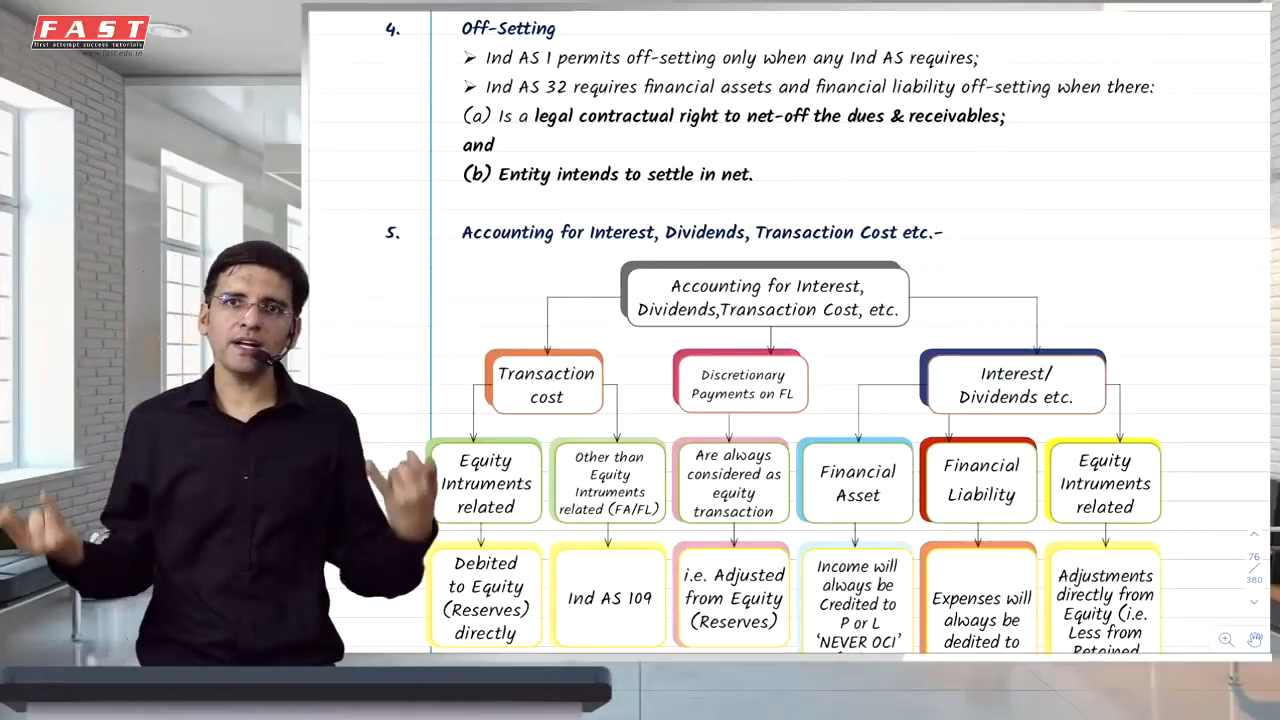 FAST
first attempt success tutorials
www.fast.edu.in
4. Off-Setting
➢ Ind AS 1 permits off-setting only when any Ind AS requires;
➢ Ind AS 32 requires financial assets and financial liability off-setting when there:
(a) Is a legal contractual right to net-off the dues & receivables;
and
(b) Entity intends to settle in net.
5. Accounting for Interest, Dividends, Transaction Cost etc.-
Accounting for Interest,
Dividends,Transaction Cost, etc.
Transaction
cost
Discretionary
Payments on FL
Interest/
Dividends etc.
Equity
Intruments
related
Other than
Equity
Intruments
related (FA/FL)
Are always
considered as
equity
transaction
Financial
Asset
Financial
Liability
Equity
Intruments
related
Debited
to Equity
(Reserves)
directly
Ind AS 109
i.e. Adjusted
from Equity
(Reserves)
Income will
always be
Credited to
P or L
'NEVER OCI'
Expenses will
always be
dedited to
Adjustments
directly from
Equity (i.e.
Less from
Retained
76
/
380